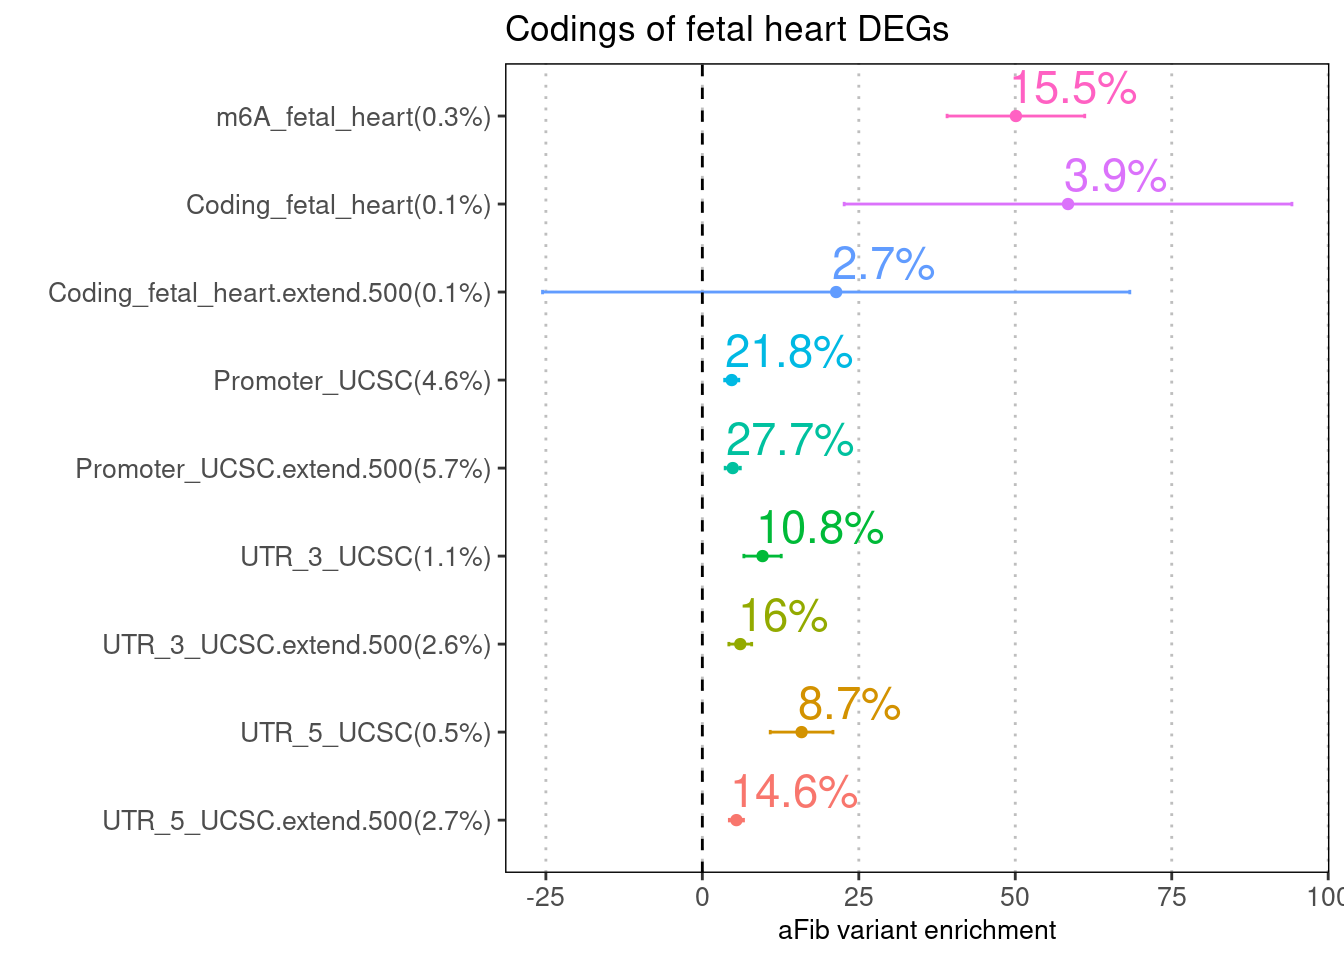 Codings of fetal heart DEGs
m6A_fetal_heart(0.3%)
15.5%
Coding_fetal_heart(0.1%)
3.9%
Coding_fetal_heart.extend.500(0.1%)
2.7%
Promoter_UCSC(4.6%)
21.8%
Promoter_UCSC.extend.500(5.7%)
27.7%
UTR_3_UCSC(1.1%)
10.8%
UTR_3_UCSC.extend.500(2.6%)
16%
UTR_5_UCSC(0.5%)
8.7%
UTR_5_UCSC.extend.500(2.7%)
14.6%
-25 0 25 50 75 100
aFib variant enrichment